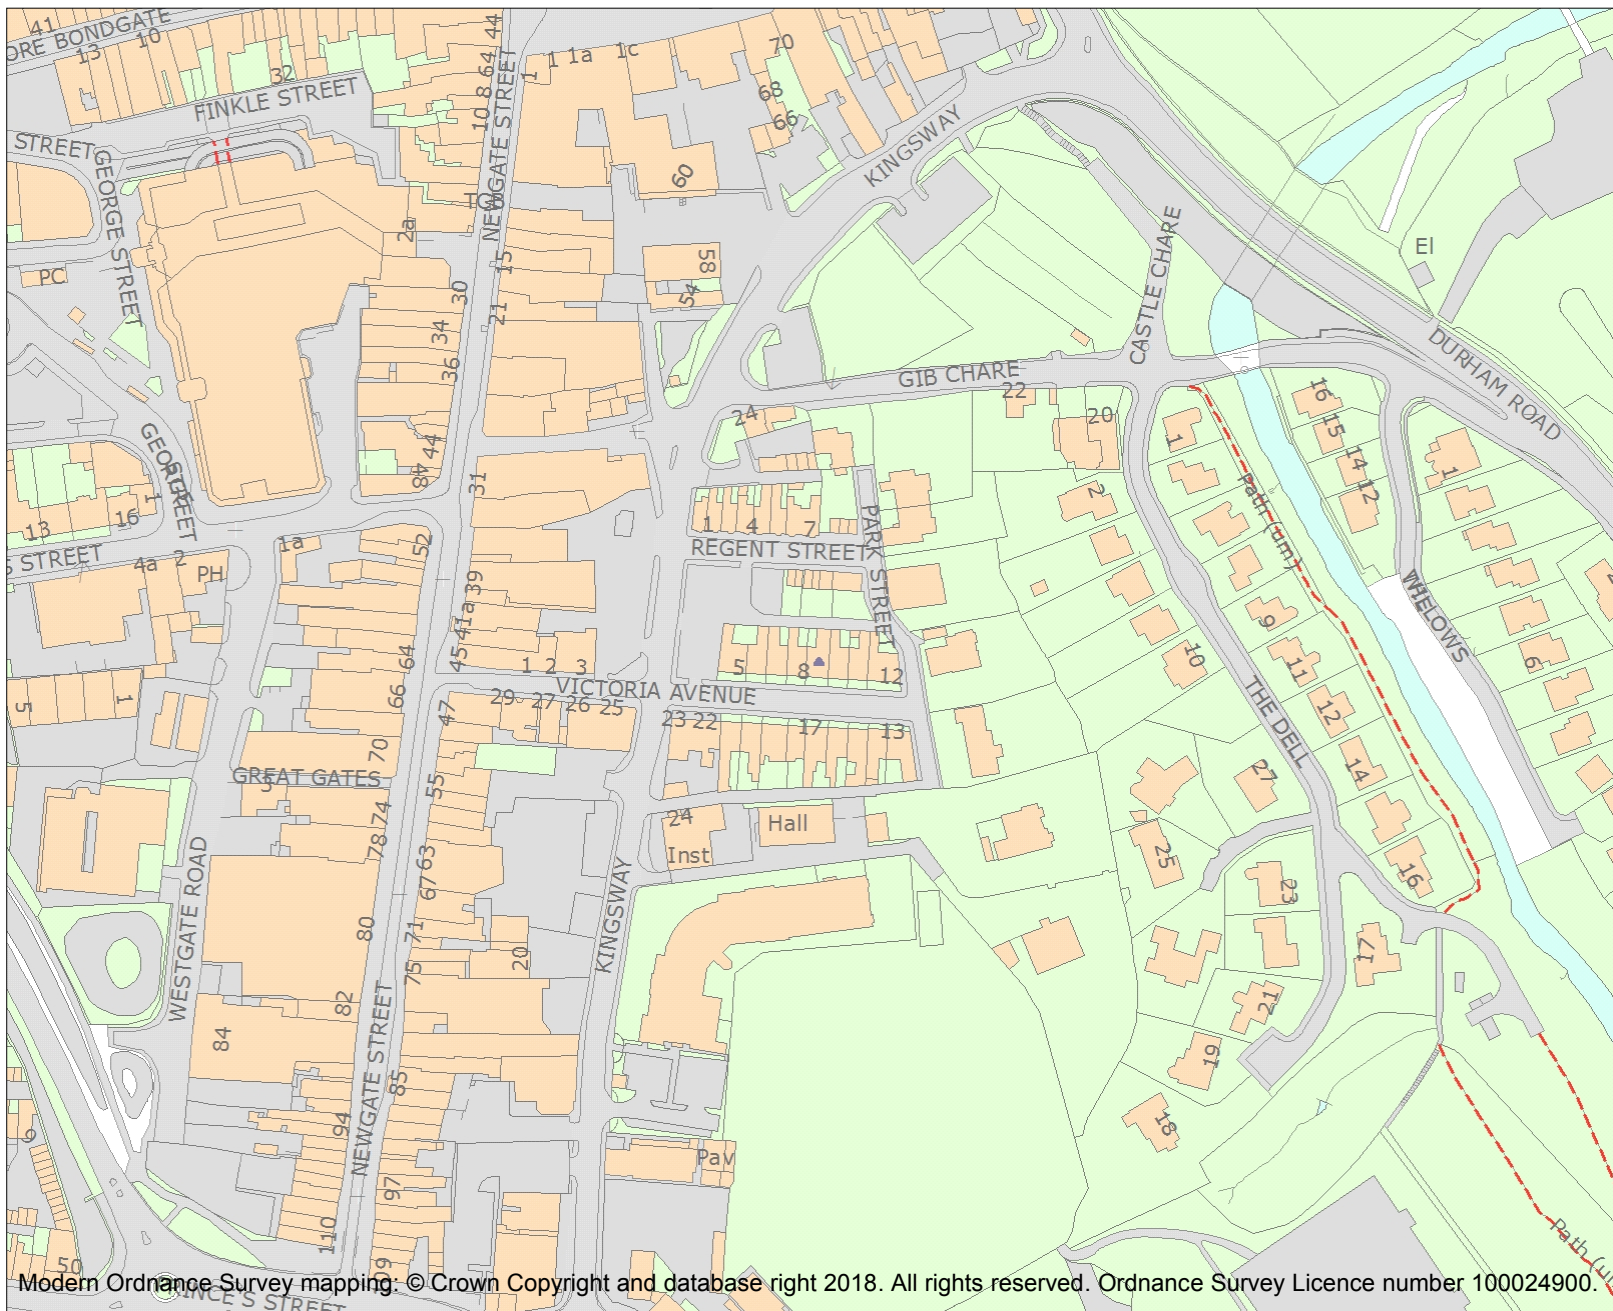 41
ORE BONDGATE
13
10
32
FINKLE STREET
STREET
GEORGE STREET
PC
2a
44
64
8
10
NEWGATE STREET
1
1
1a
1c
70
68
66
60
KINGSWAY
58
54
15
21
30
34
36
44
48
31
GEORGE STREET
1
16
13
S STREET
4a
2
PH
1a
52
39
41a
45
64
66
47
70
5
1
GREAT GATES
5
55
74
78
63
67
71
75
80
82
84
WESTGATE ROAD
NEWGATE STREET
20
85
94
97
110
109
9
50
PRINCE'S STREET
El
CASTLE CHARE
DURHAM ROAD
GIB CHARE
22
20
24
1
4
7
REGENT STREET
PARK STREET
1
2
3
5
8
12
VICTORIA AVENUE
29
27
26
25
23
22
17
13
24
Inst
Hall
KINGSWAY
Pav
1
2
9
10
11
12
14
16
THE DELL
27
25
23
21
19
18
17
Path (um)
16
15
14
12
1
6
WHELOWS
Path (u
Modern Ordnance Survey mapping: © Crown Copyright and database right 2018. All rights reserved. Ordnance Survey Licence number 100024900.